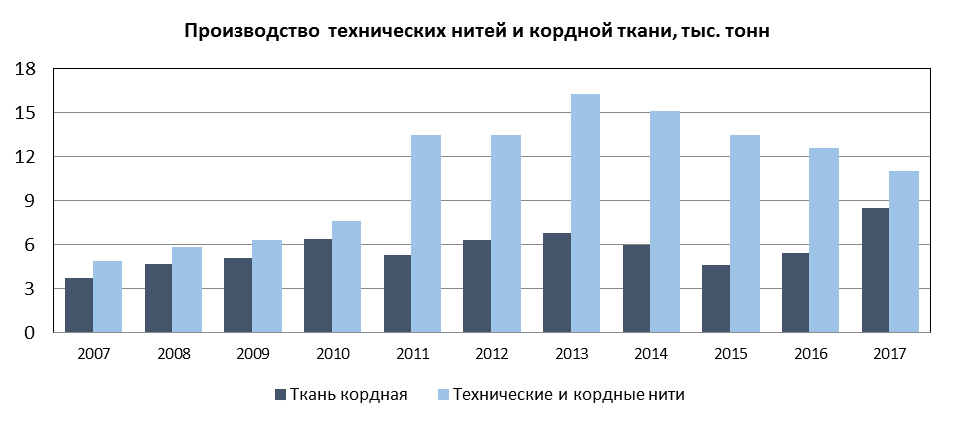 Производство технических нитей и кордной ткани, тыс. тонн
18
15
12
9
6
3
0
2007 2008 2009 2010 2011 2012 2013 2014 2015 2016 2017
Ткань кордная Технические и кордные нити